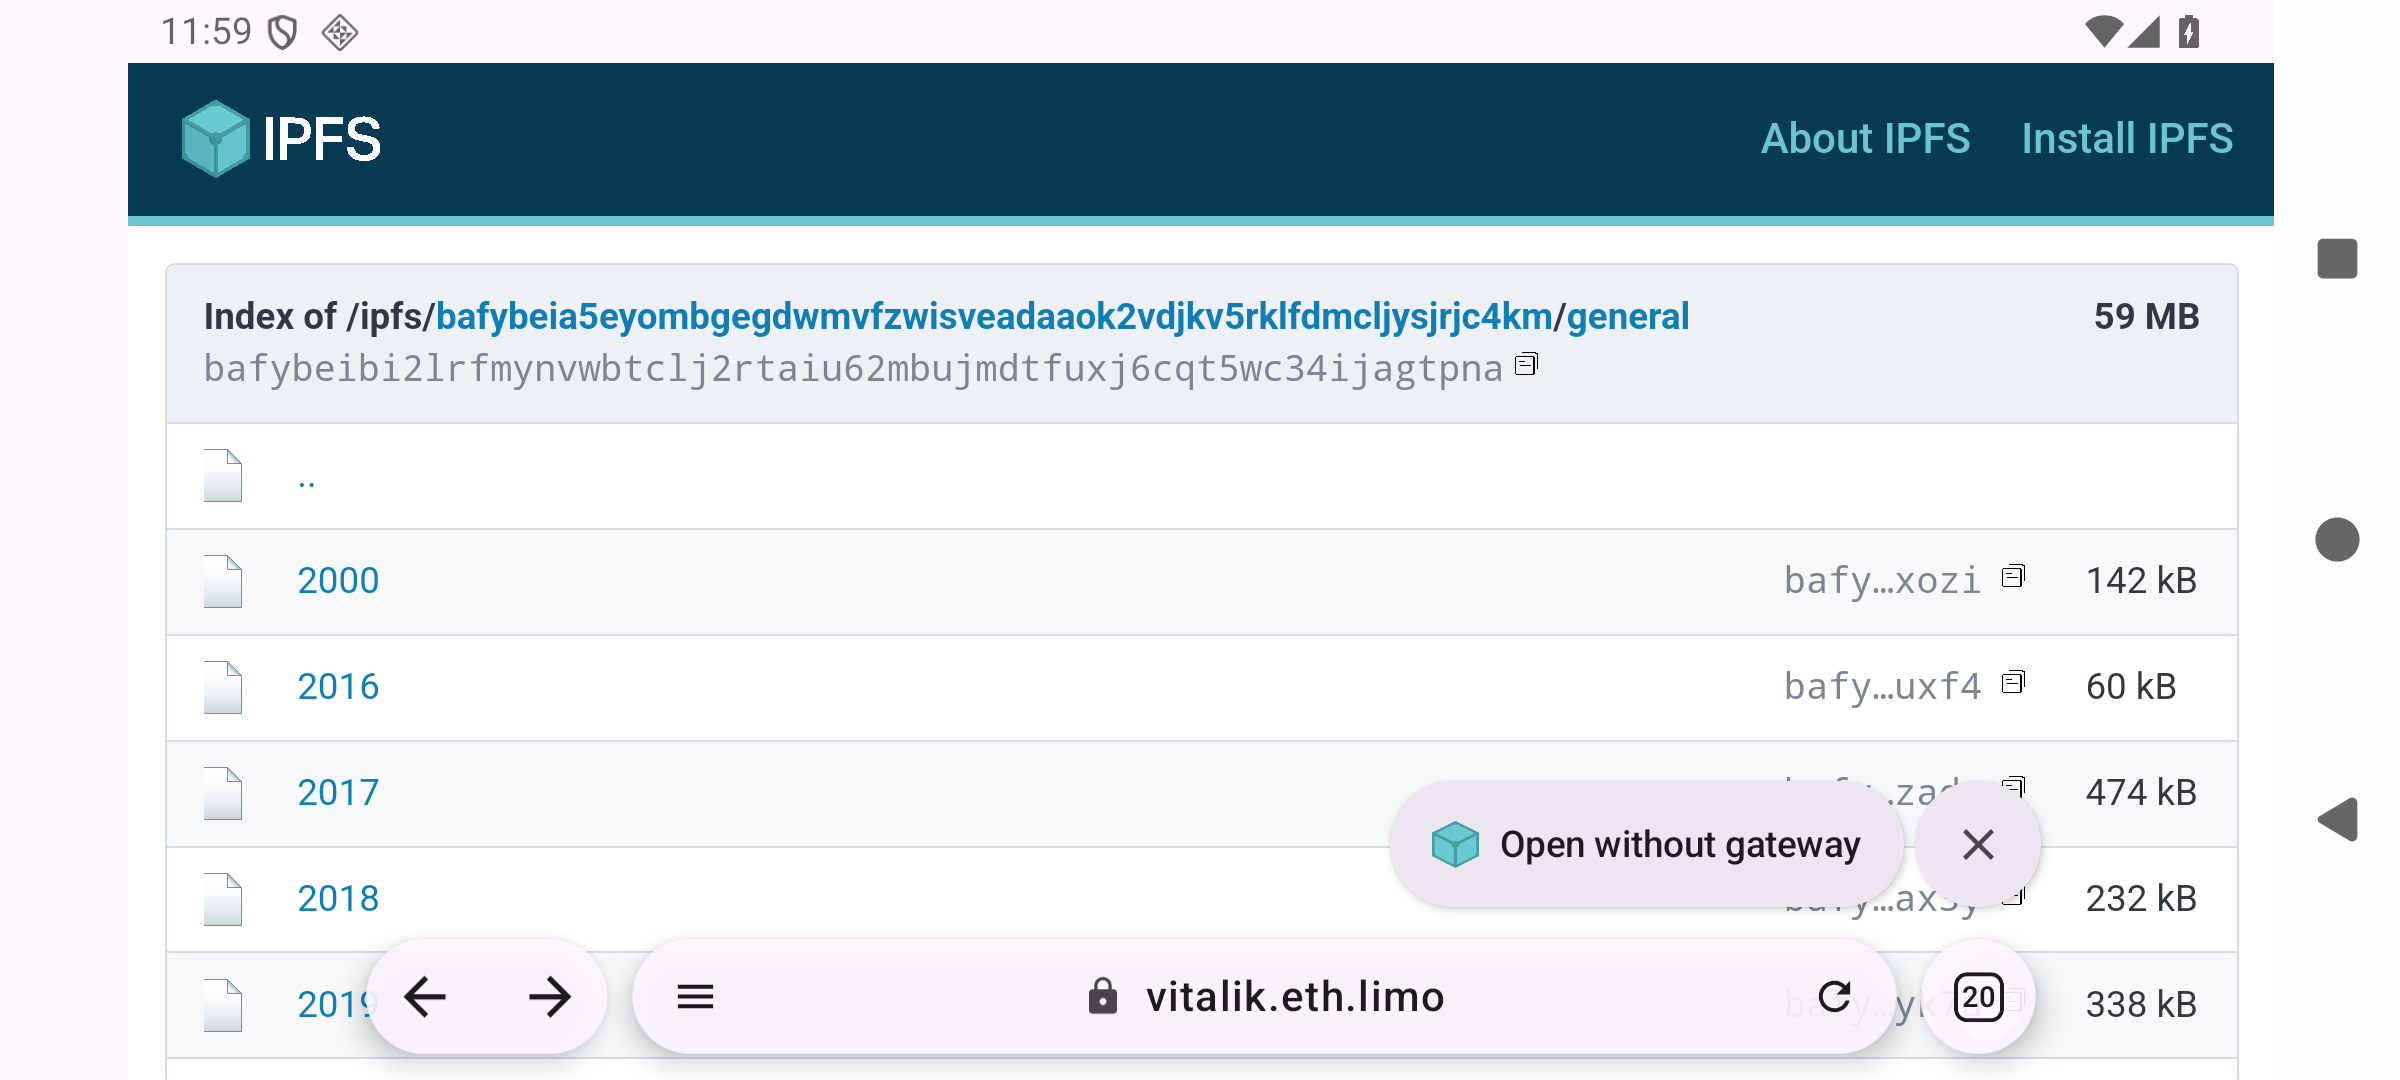 11:59
IPFS
About IPFS Install IPFS
Index of /ipfs/bafybeia5eyombgegdwmvfzwisveadaaok2vdjkv5rklfdmcljysjrjc4km/general 59 MB
bafybeibi2lrfmynvwbtclj2rtaiu62mbujmdtfuxj6cqt5wc34ijagtpna
..
2000 bafy…xozi 142 kB
2016 bafy…uxf4 60 kB
2017 474 kB
Open without gateway
2018 232 kB
2019 338 kB
vitalik.eth.limo
20